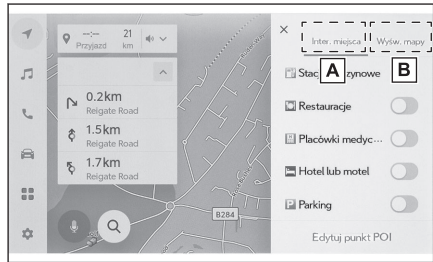 --:-- 21
Przyjazd km
0.2km
Reigate Road
1.5km
Reigate Road
1.7km
Reigate Road
B284
Inter. miejsca Wyśw. mapy
A B
Stac zynowe
Restauracje
Placówki medyc...
Hotel lub motel
Parking
Edytuj punkt POI